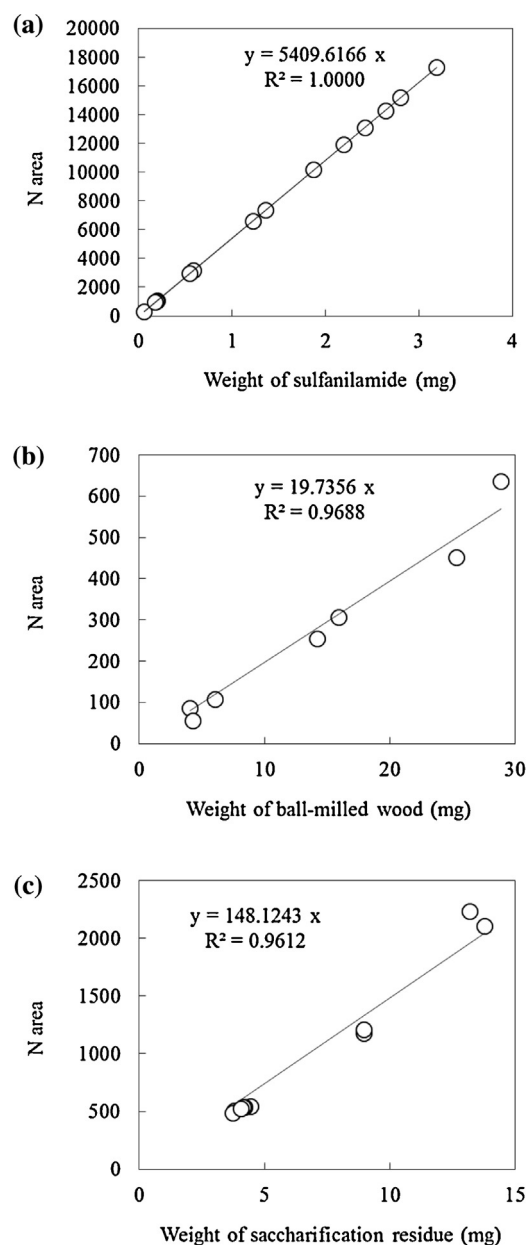 (a)
20000
18000
16000
14000
12000
10000
8000
6000
4000
2000
0
y = 5409.6166 x
R² = 1.0000
N area
0 1 2 3 4
Weight of sulfanilamide (mg)
(b)
700
600
500
400
300
200
100
0
y = 19.7356 x
R² = 0.9688
N area
0 10 20 30
Weight of ball-milled wood (mg)
(c)
2500
2000
1500
1000
500
0
y = 148.1243 x
R² = 0.9612
N area
0 5 10 15
Weight of saccharification residue (mg)